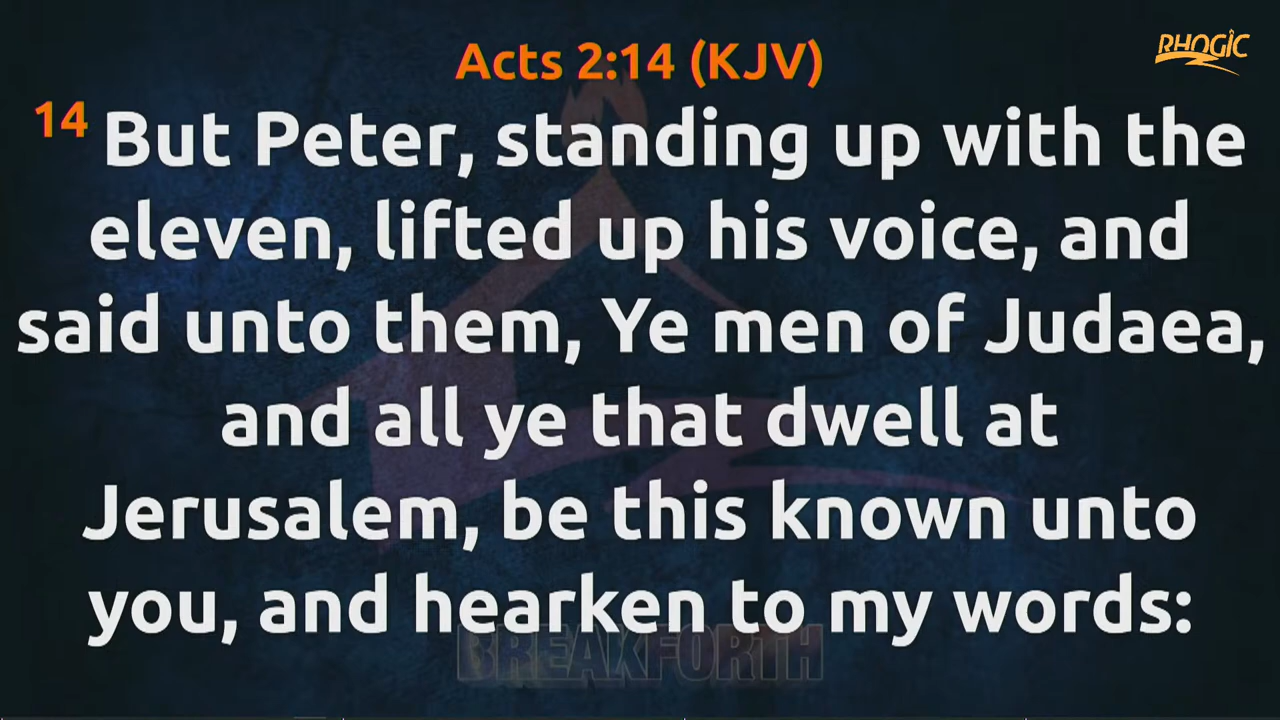 RHOGIC
Acts 2:14 (KJV)
14 But Peter, standing up with the
eleven, lifted up his voice, and
said unto them, Ye men of Judaea,
and all ye that dwell at
Jerusalem, be this known unto
you, and hearken to my words:
BREAKFORTH